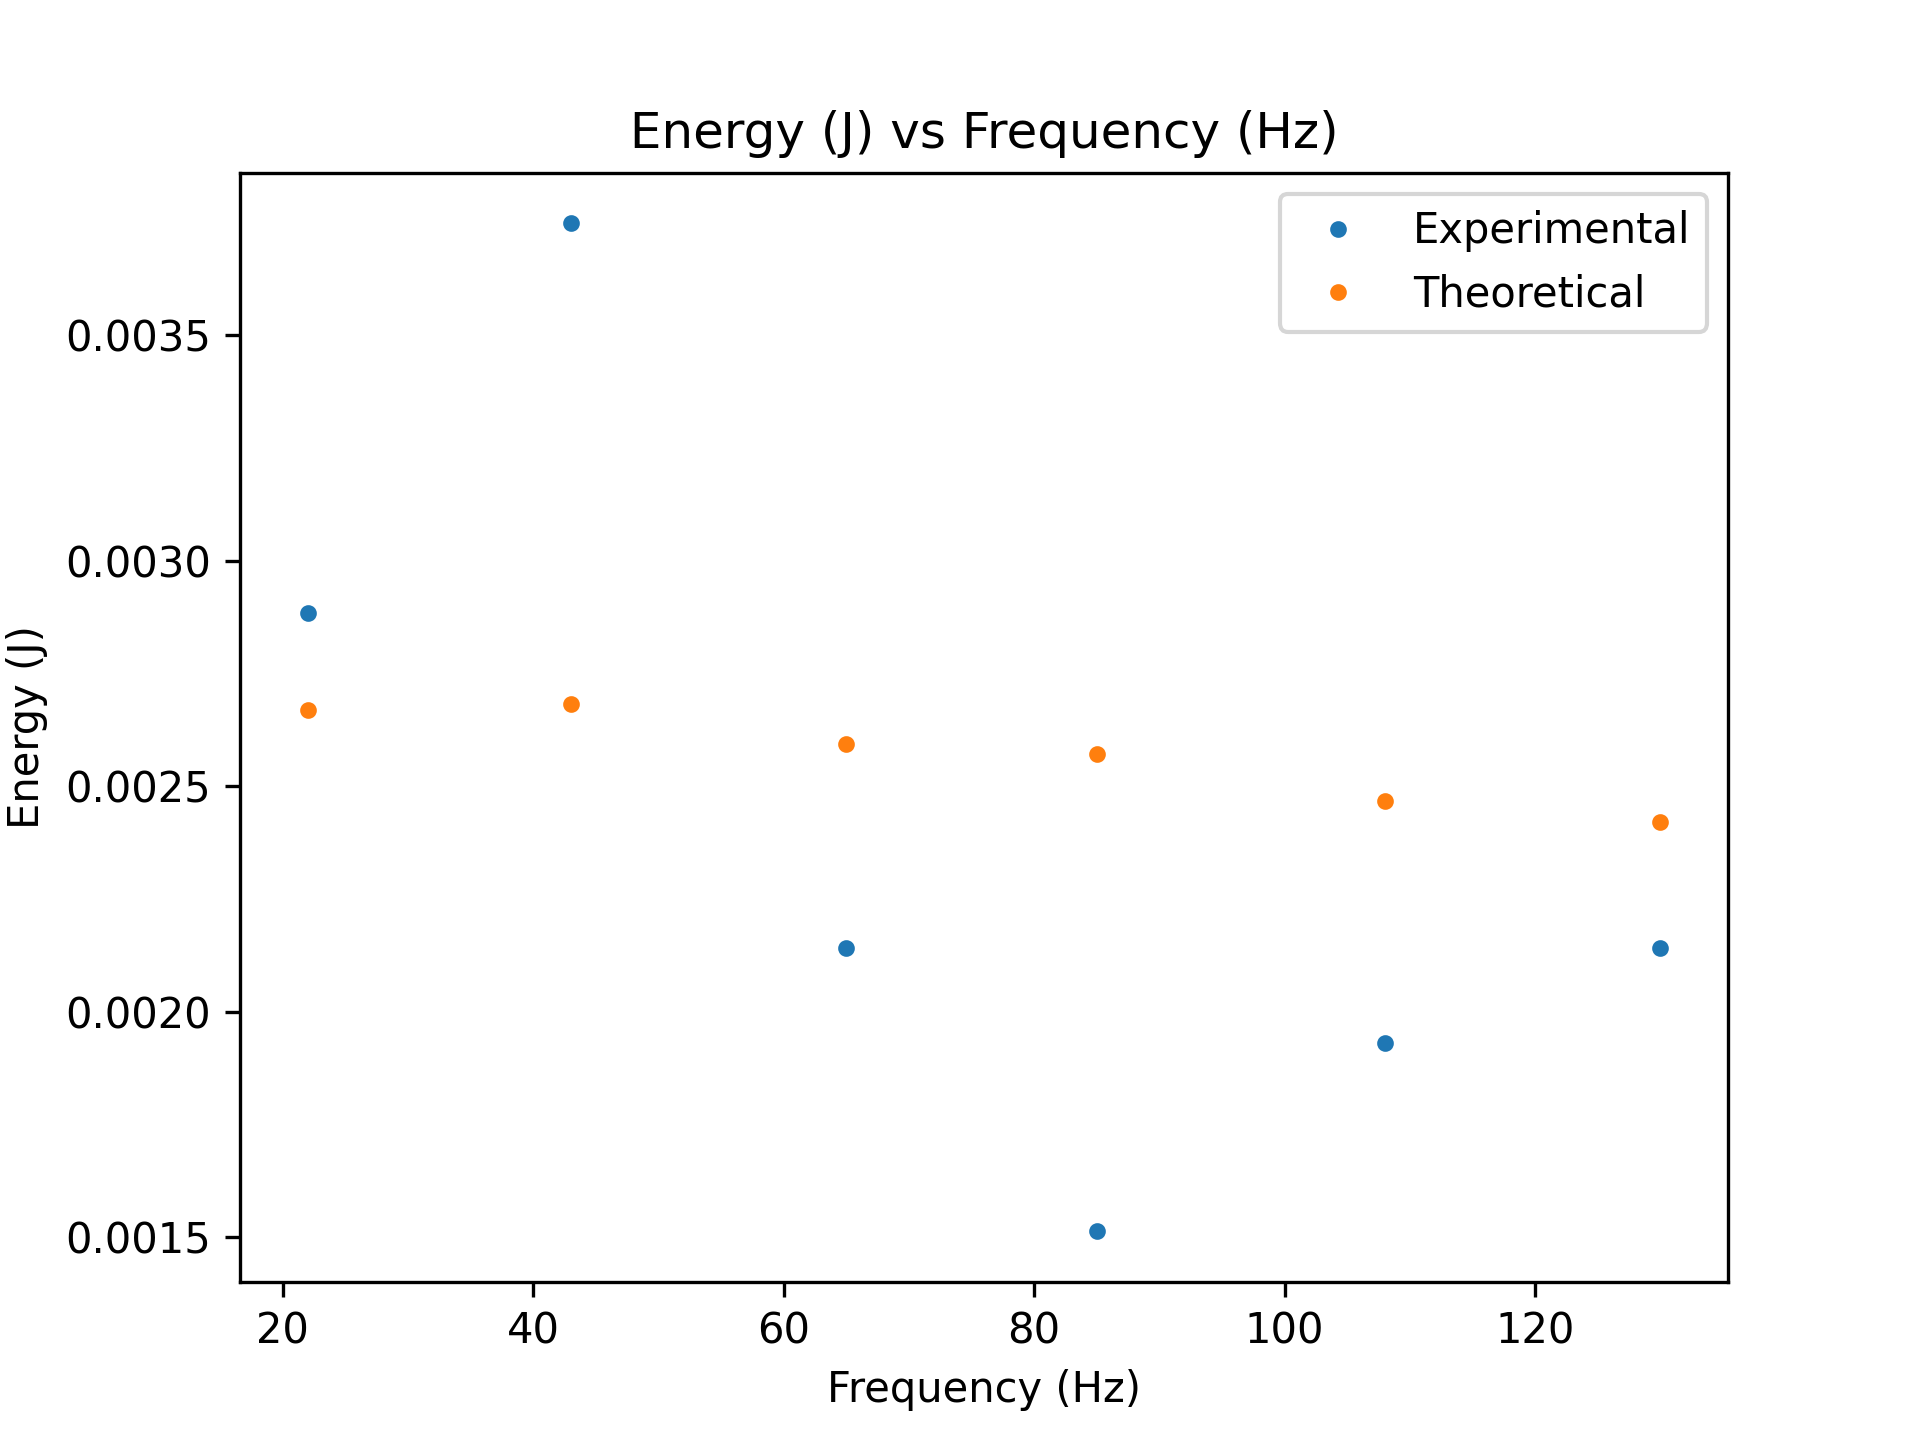 Energy (J) vs Frequency (Hz)
Experimental
Theoretical
0.0035
0.0030
0.0025
0.0020
0.0015
Energy (J)
20 40 60 80 100 120
Frequency (Hz)